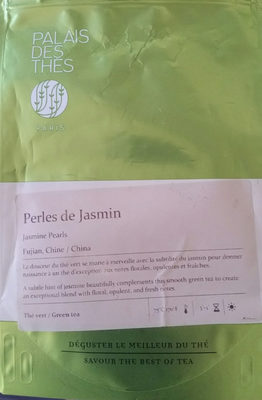 PALAIS
DES
THÉS
PARIS
Perles de Jasmin
Jasmine Pearls
Fujian, Chine / China
La douceur du thé vert se marie à merveille avec la subtilité du jasmin pour donner
naissance à un thé d'exception aux notes florales, opulentes et fraîches.
A subtle hint of jasmine beautifully complements this smooth green tea to create
an exceptional blend with floral, opulent, and fresh notes.
Thé vert / Green tea
DÉGUSTER LE MEILLEUR DU THÉ
SAVOUR THE BEST OF TEA